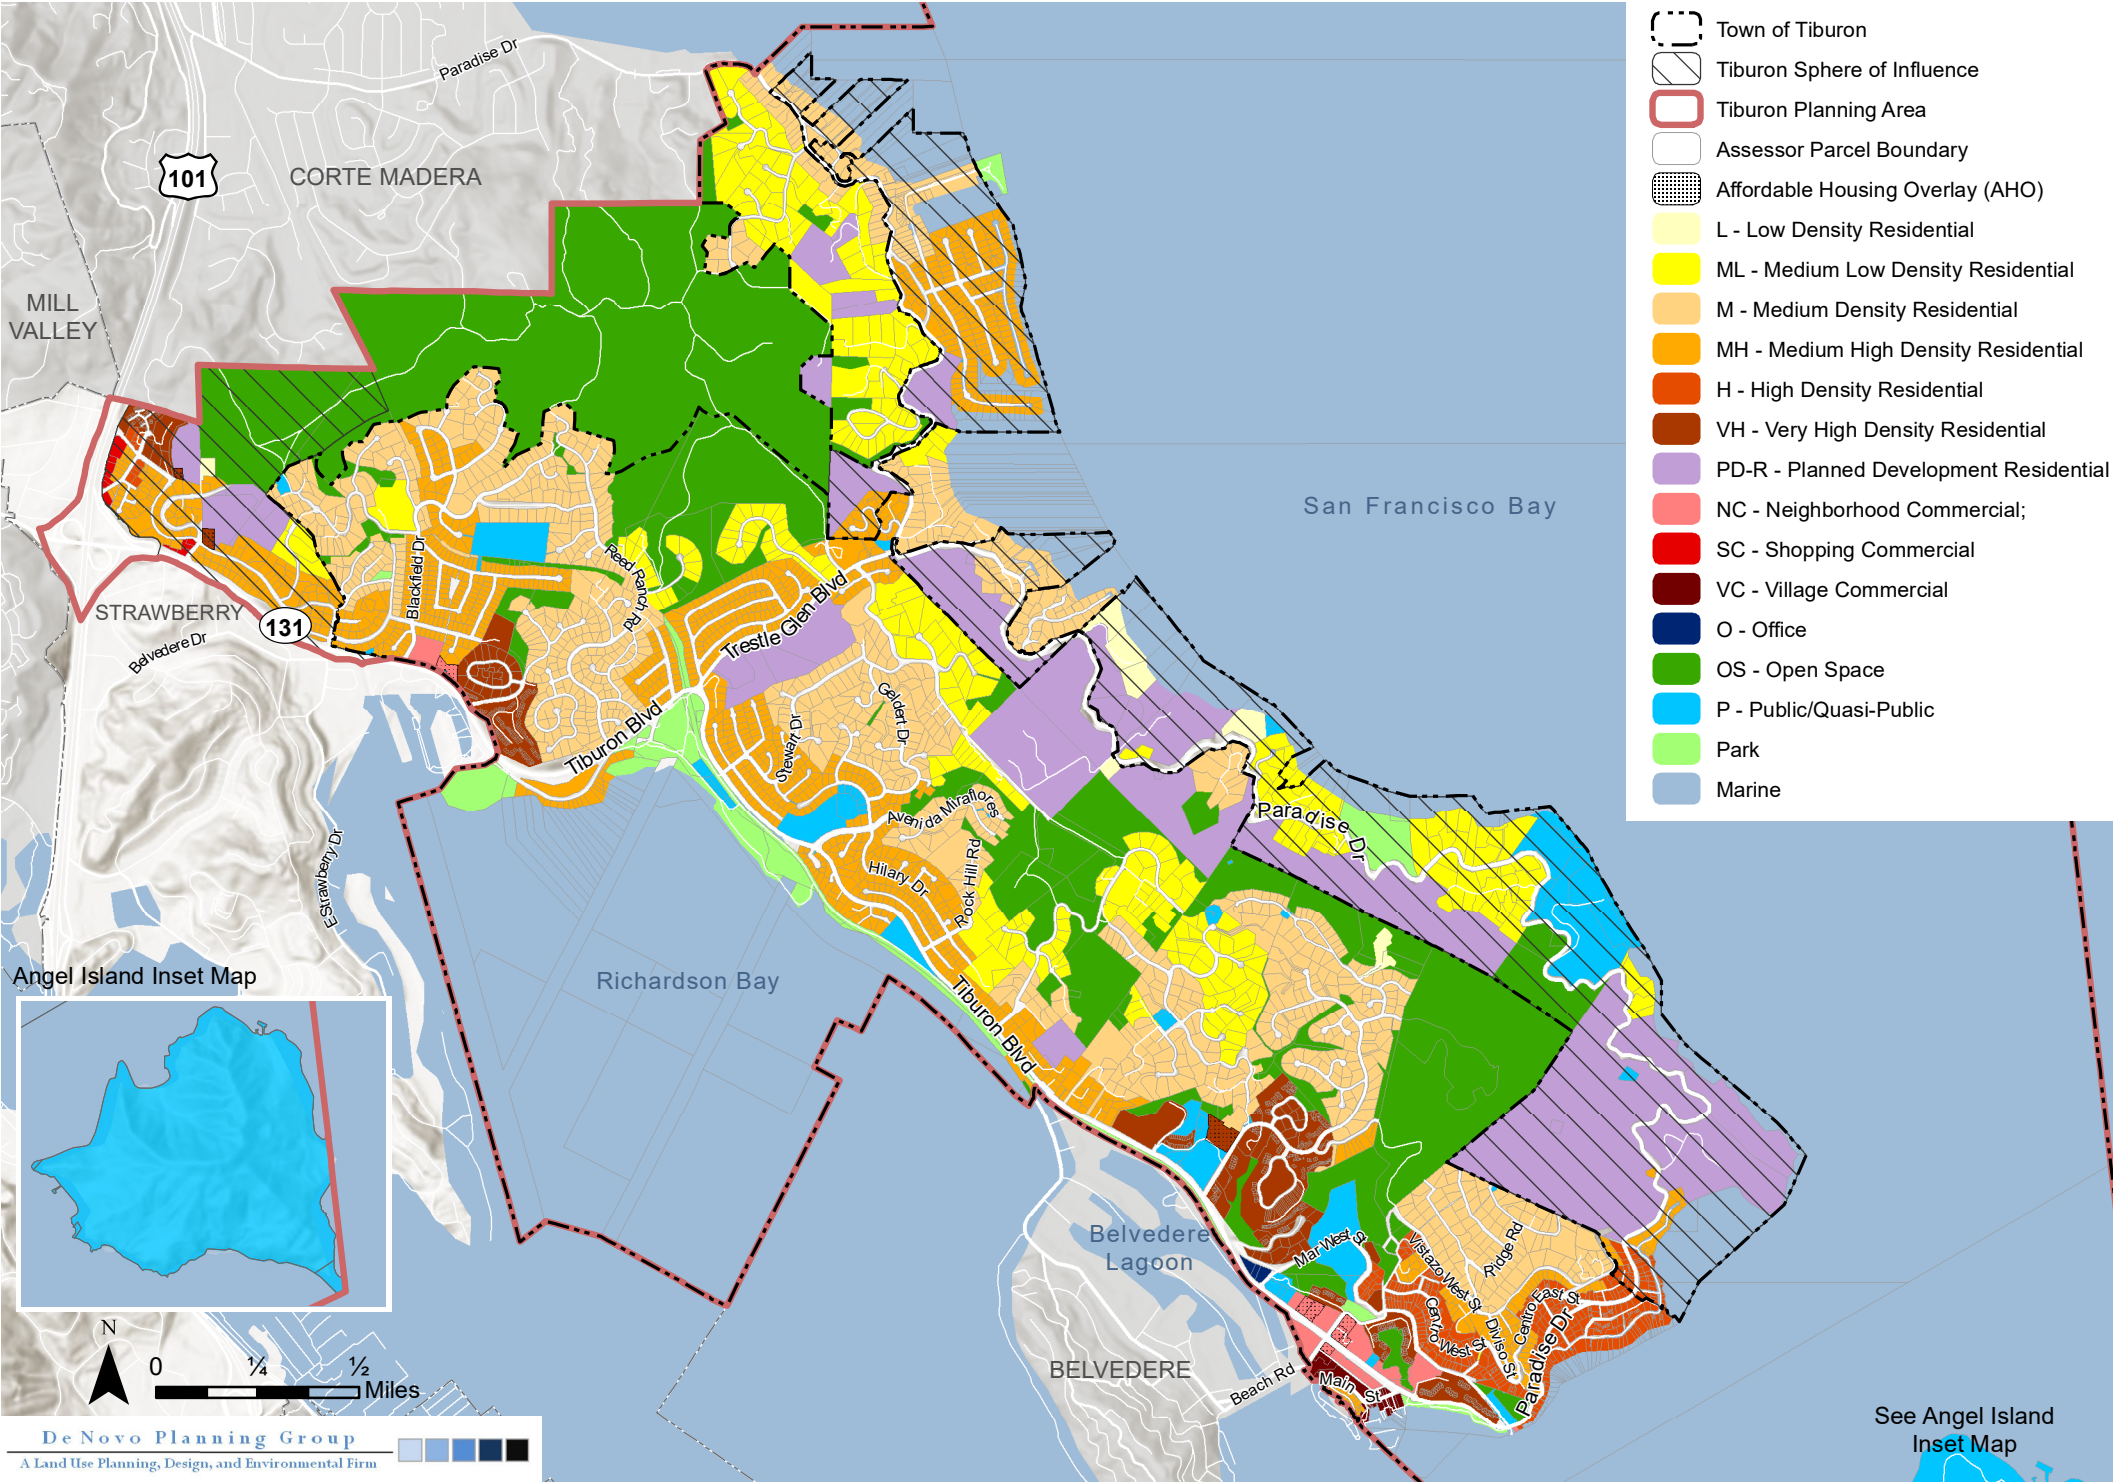 Town of Tiburon
Tiburon Sphere of Influence
Tiburon Planning Area
Assessor Parcel Boundary
Affordable Housing Overlay (AHO)
L - Low Density Residential
ML - Medium Low Density Residential
M - Medium Density Residential
MH - Medium High Density Residential
H - High Density Residential
VH - Very High Density Residential
PD-R - Planned Development Residential
NC - Neighborhood Commercial;
SC - Shopping Commercial
VC - Village Commercial
O - Office
OS - Open Space
P - Public/Quasi-Public
Park
Marine
Paradise Dr
101
CORTE MADERA
MILL
VALLEY
San Francisco Bay
STRAWBERRY
131
Belvedere Dr
Blackfield Dr
Reed Ranch Rd
Trestle Glen Blvd
Tiburon Blvd
Stewart Dr
Geldert Dr
Avenida Miraflores
Hilary Dr
Rock Hill Rd
Paradise Dr
E Strawberry Dr
Richardson Bay
Tiburon Blvd
Angel Island Inset Map
Belvedere
Lagoon
Mar West St
Vistazo West St
Ridge Rd
Centro East St
Centro West St
Diviso St
Paradise Dr
BELVEDERE
Beach Rd
Main St
N
0 ¼ ½
Miles
De Novo Planning Group
A Land Use Planning, Design, and Environmental Firm
See Angel Island
Inset Map